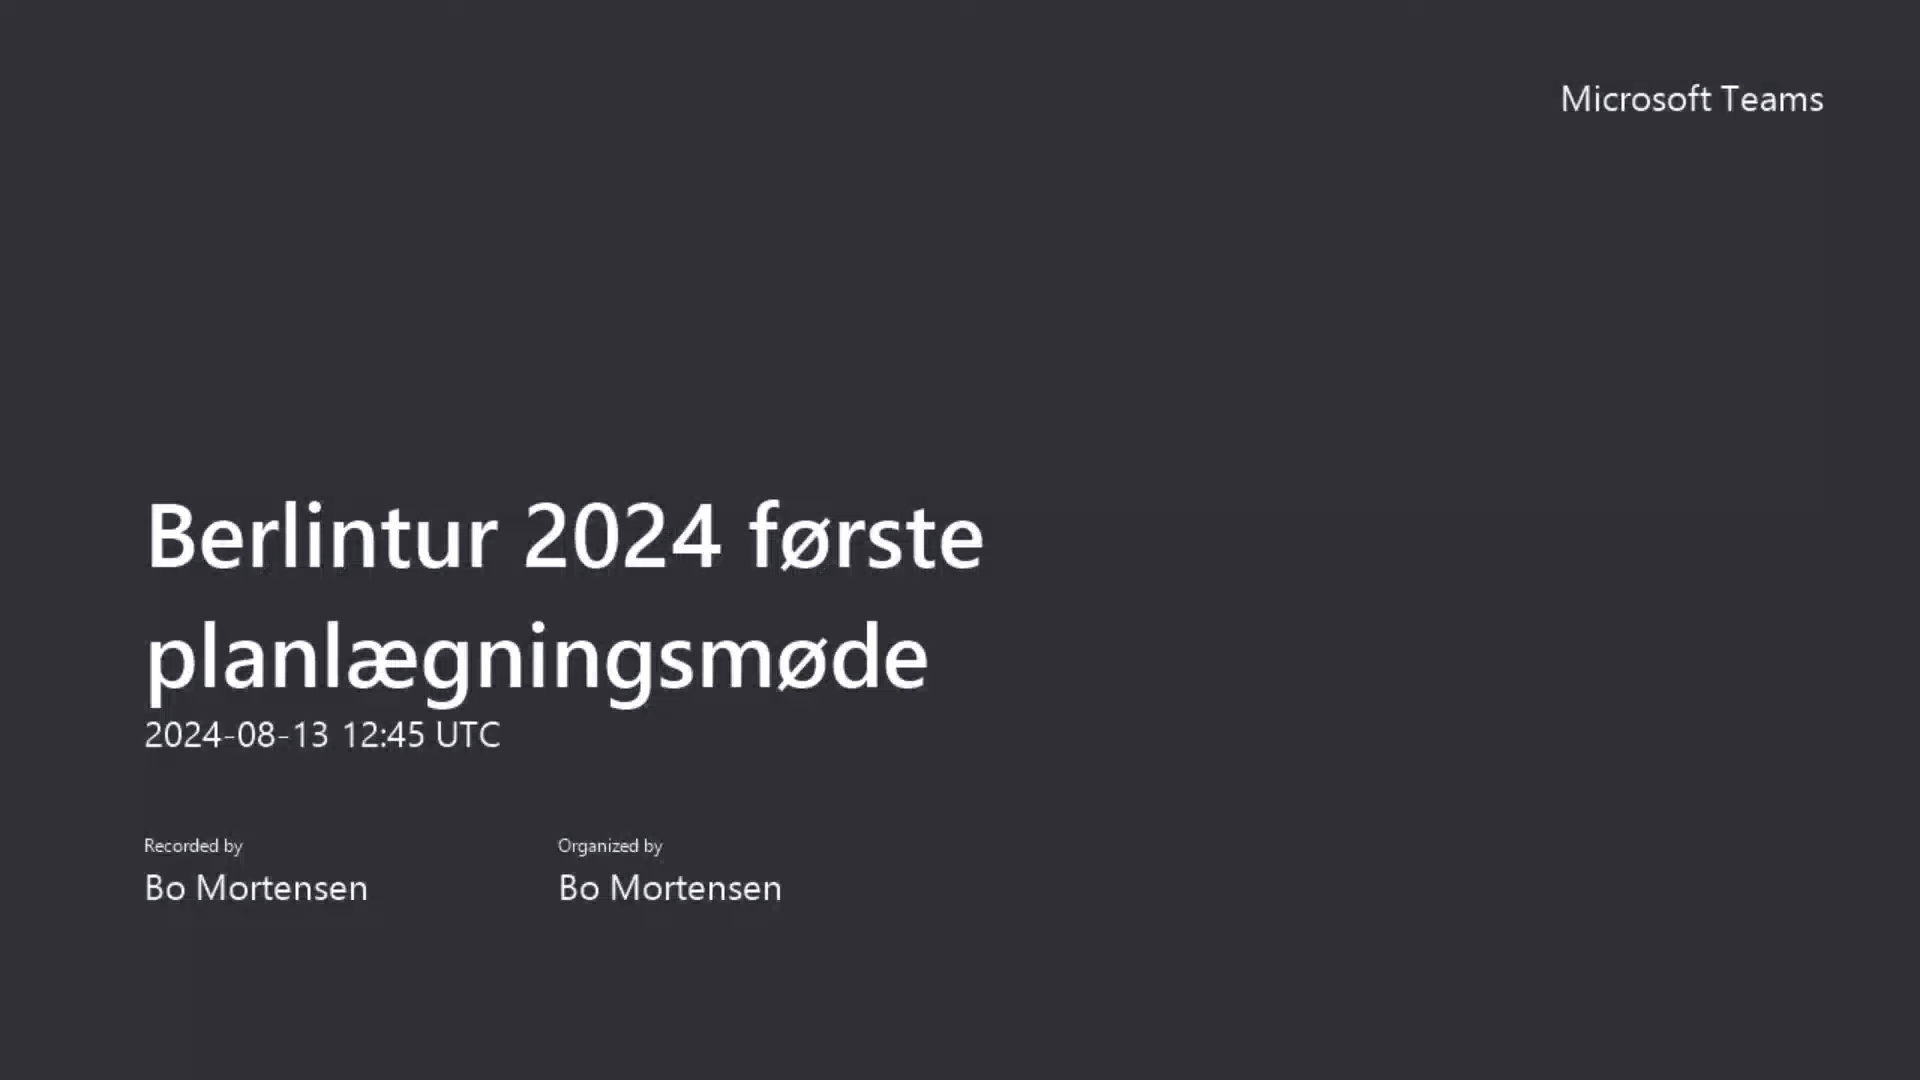 Microsoft Teams
Berlintur 2024 første
planlægningsmøde
2024-08-13 12:45 UTC
Recorded by
Organized by
Bo Mortensen
Bo Mortensen